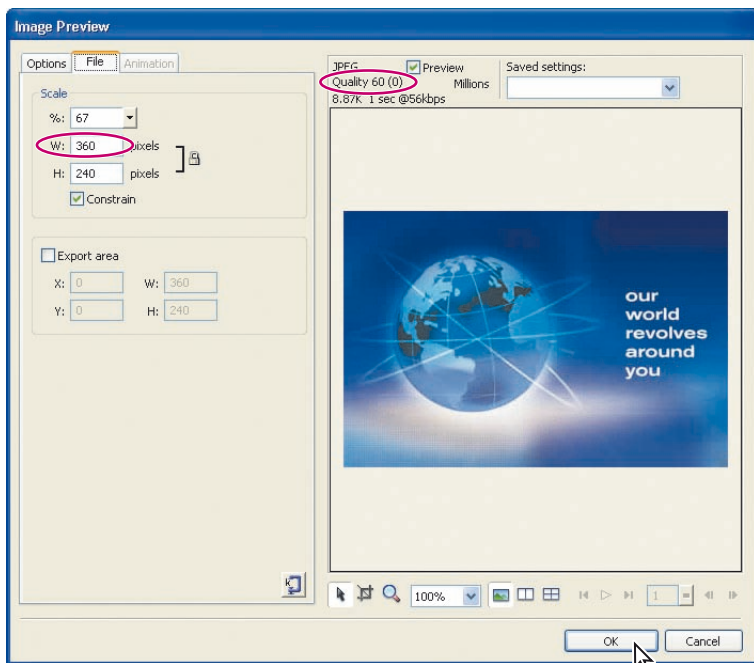 Image Preview
Options File Animation
Scale
%: 67
W: 360 pixels
H: 240 pixels
Constrain
Export area
X: 0 W: 360
Y: 0 H: 240
JPEG Preview
Quality 60 (0) Millions
8.87K 1 sec @56kbps
Saved settings:
our
world
revolves
around
you
100%
1
OK Cancel